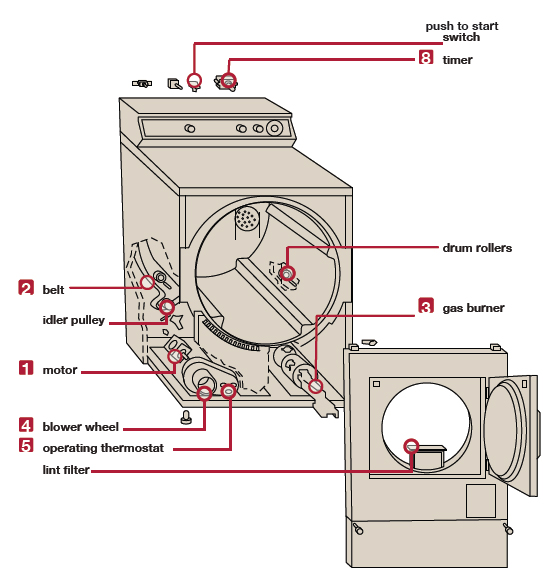 push to start
switch
8 timer
drum rollers
2 belt
3 gas burner
idler pulley
1 motor
4 blower wheel
5 operating thermostat
lint filter